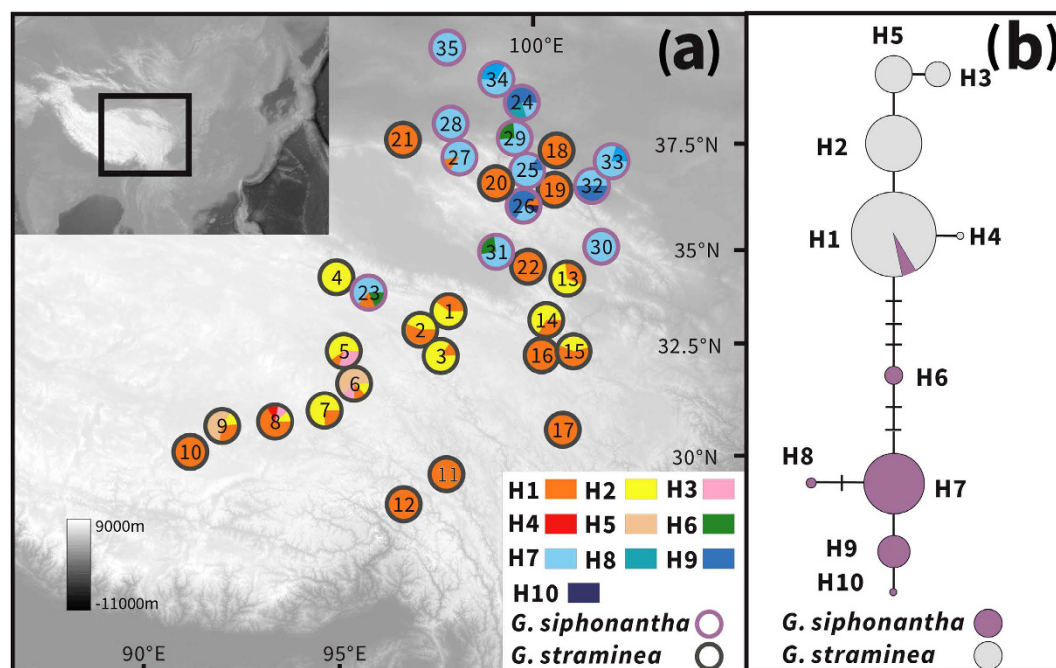 (a)
100°E
35
34
24
37.5°N
21
28
29
18
27
25
33
20
19
32
26
35°N
31
30
22
4
13
23
1
14
2
32.5°N
5
3
16
15
6
7
9
8
17
10
30°N
11
12
H1 H2 H3
H4 H5 H6
H7 H8 H9
H10
G. siphonantha
G. straminea
9000m
-11000m
90°E
95°E
(b)
H5
H3
H2
H1
H4
H6
H8
H7
H9
H10
G. siphonantha
G. straminea